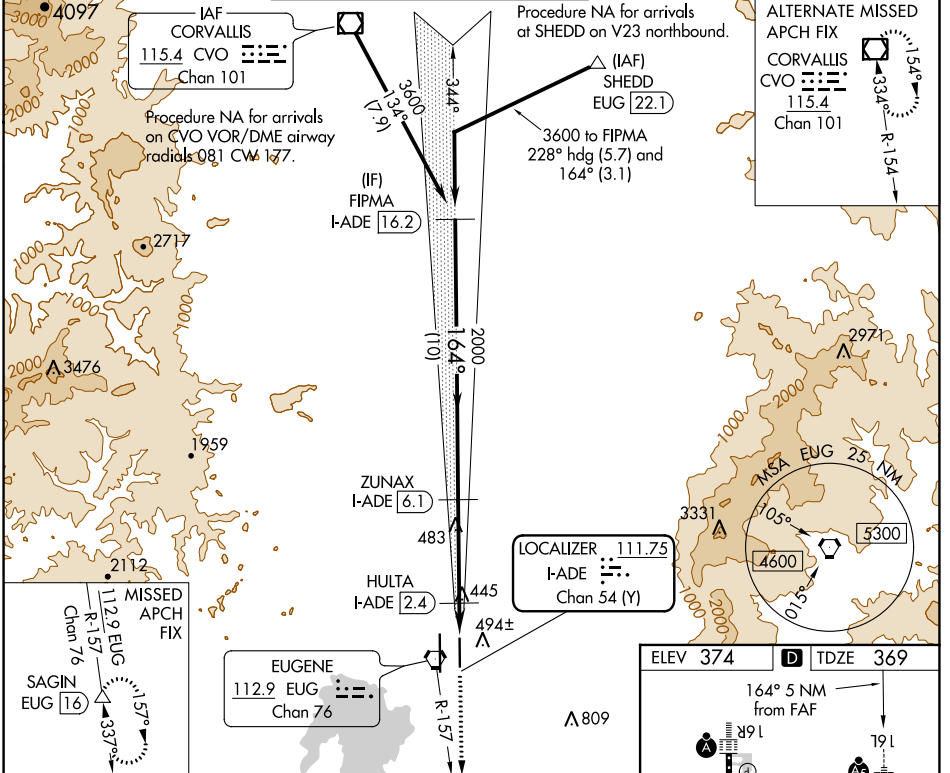 4097
3000
2000
IAF
CORVALLIS
115.4 CVO
Chan 101
Procedure NA for arrivals
on CVO VOR/DME airway
radials 081 CW 177.
3600
134°
(7.9)
344°
Procedure NA for arrivals
at SHEDD on V23 northbound.
(IAF)
SHEDD
EUG 22.1
3600 to FIPMA
228° hdg (5.7) and
164° (3.1)
ALTERNATE MISSED
APCH FIX
CORVALLIS
CVO
115.4
Chan 101
154°
334°
R-154
(IF)
FIPMA
I-ADE 16.2
2717
1000
1000
2000
3476
1959
2112
2000
164°
(10)
ZUNAX
I-ADE 6.1
483
HULTA
I-ADE 2.4
445
494±
LOCALIZER 111.75
I-ADE
Chan 54 (Y)
2971
2000
1000
3331
1000
2000
MSA EUG 25 NM
105°
5300
4600
015°
MISSED
APCH
FIX
112.9 EUG
R-157
Chan 76
SAGIN
EUG 16
157°
337°
EUGENE
112.9 EUG
Chan 76
R-157
809
ELEV 374 D TDZE 369
164° 5 NM
from FAF
16R
16L
A
A5